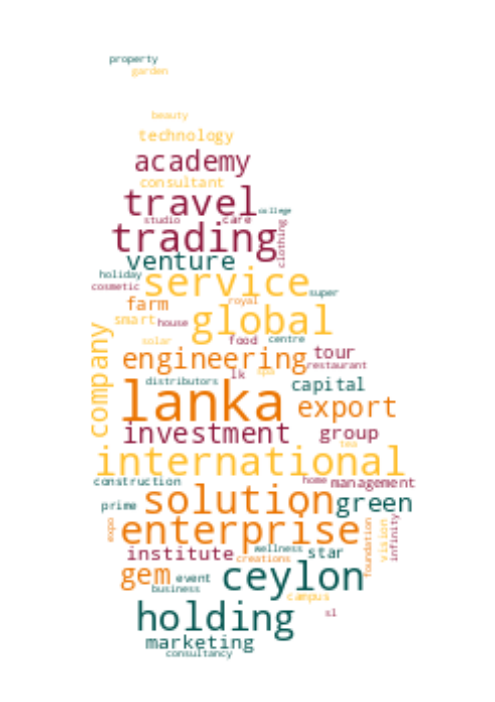 property
garden
beauty
technology
academy
consultant
travel
college
studio
care
trading
clothing
venture
holiday
service
cosmetic
super
royal
farm
global
smart
house
solar
food
centre
company
engineering
tour
restaurant
lk
spa
distributors
capital
lanka
export
investment
group
tea
international
construction
home
management
solution
prime
green
enterprise
expo
vision
infinity
foundation
institute
wellness
star
creations
gem
event
ceylon
business
campus
holding
sl
marketing
consultancy